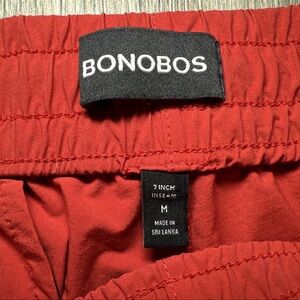 BONOBOS
7 INCH
INSEAM
M
MADE IN
SRI LANKA